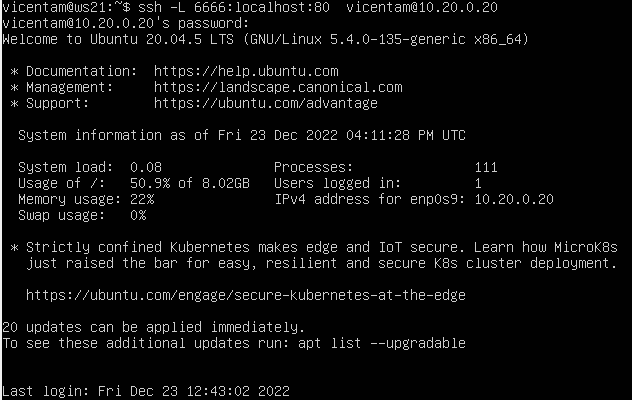 vicentam@ws21:~$ ssh -L 6666:localhost:80  vicentam@10.20.0.20
vicentam@10.20.0.20's password:
Welcome to Ubuntu 20.04.5 LTS (GNU/Linux 5.4.0-135-generic x86_64)

 * Documentation:  https://help.ubuntu.com
 * Management:     https://landscape.canonical.com
 * Support:        https://ubuntu.com/advantage

  System information as of Fri 23 Dec 2022 04:11:28 PM UTC

  System load:  0.08              Processes:               111
  Usage of /:   50.9% of 8.02GB   Users logged in:         1
  Memory usage: 22%               IPv4 address for enp0s9: 10.20.0.20
  Swap usage:   0%

 * Strictly confined Kubernetes makes edge and IoT secure. Learn how MicroK8s
   just raised the bar for easy, resilient and secure K8s cluster deployment.

   https://ubuntu.com/engage/secure-kubernetes-at-the-edge

20 updates can be applied immediately.
To see these additional updates run: apt list --upgradable


Last login: Fri Dec 23 12:43:02 2022